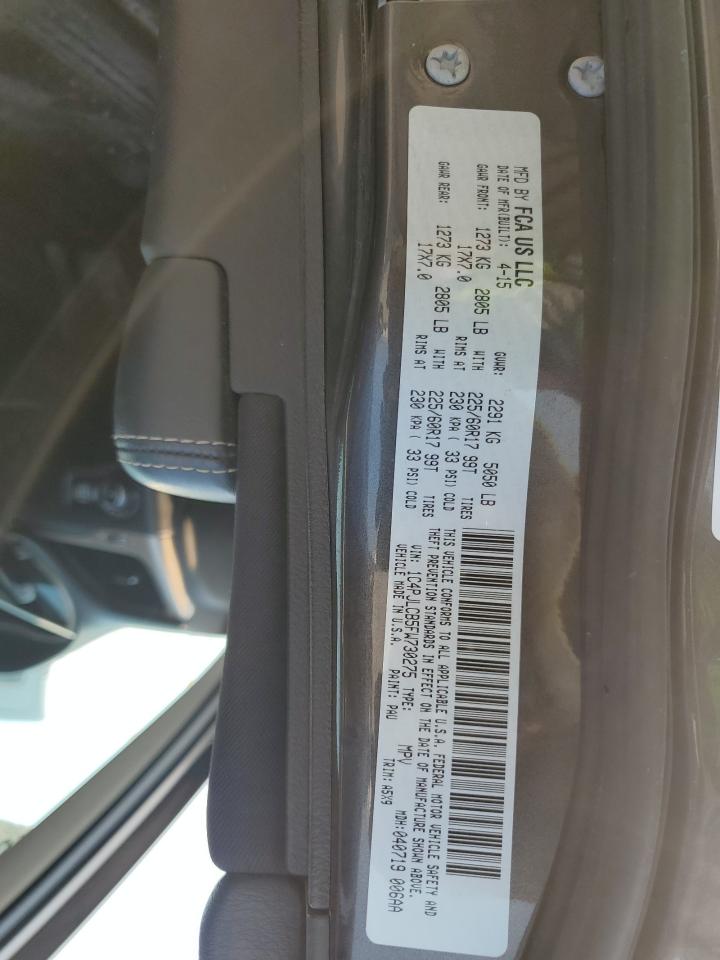 MFD BY FCA US LLC
DATE OF MFR(BUILT): 4-15 GVWR: 2291 KG 5050 LB
GAWR FRONT: 1273 KG 2805 LB WITH 225/60R17 99T TIRES
17X7.0 RIMS AT 230 KPA ( 33 PSI) COLD
GAWR REAR: 1273 KG 2805 LB WITH 225/60R17 99T TIRES
17X7.0 RIMS AT 230 KPA ( 33 PSI) COLD
THIS VEHICLE CONFORMS TO ALL APPLICABLE U.S.A. FEDERAL MOTOR VEHICLE SAFETY AND
THEFT PREVENTION STANDARDS IN EFFECT ON THE DATE OF MANUFACTURE SHOWN ABOVE.
VIN: 1C4PJLCB5FW730275 TYPE: MPV MDH:040719 006AA
VEHICLE MADE IN U.S.A. PAINT: PAU TRIM: A5X9